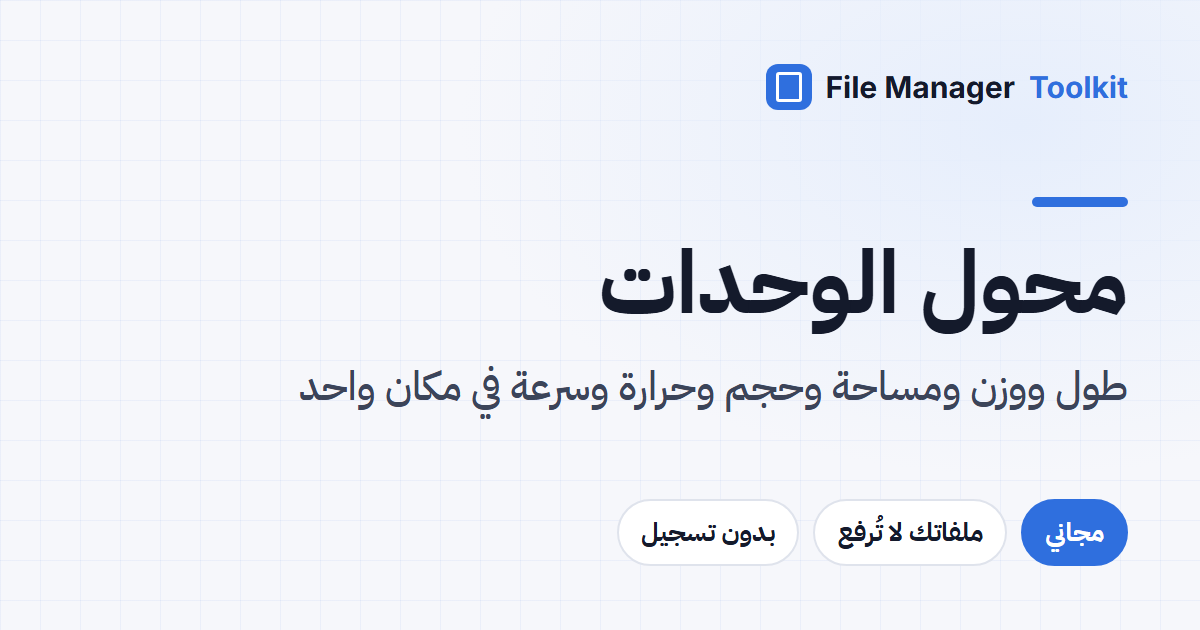 File Manager Toolkit
محول الوحدات
طول ووزن ومساحة وحجم وحرارة وسرعة في مكان واحد
مجاني
ملفاتك لا تُرفع
بدون تسجيل